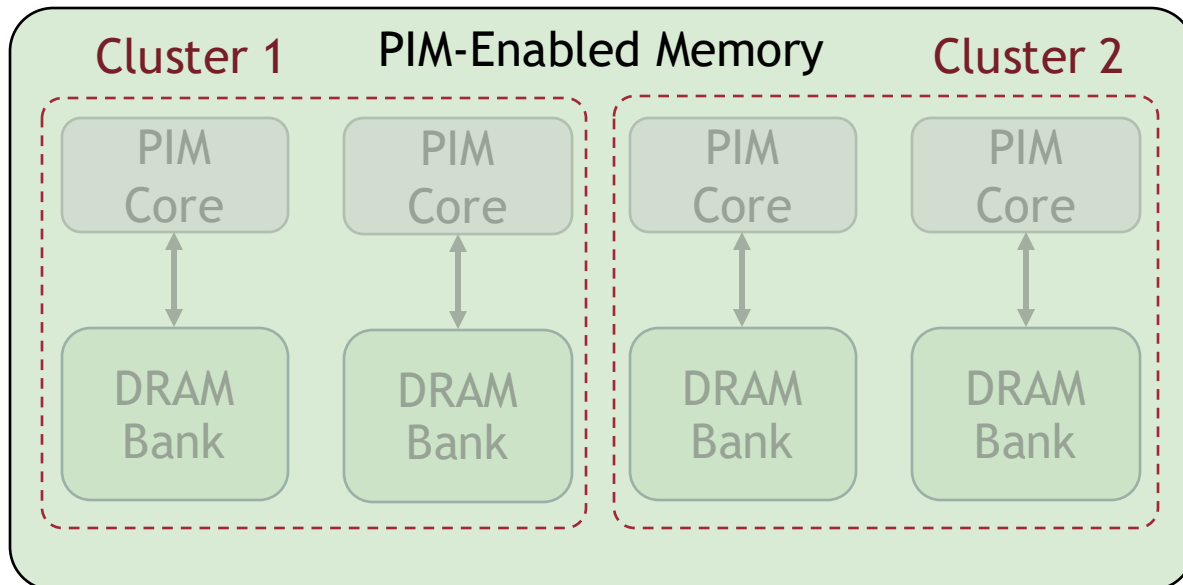 Cluster 1
PIM-Enabled Memory
Cluster 2
PIM
Core
PIM
Core
PIM
Core
PIM
Core
DRAM
Bank
DRAM
Bank
DRAM
Bank
DRAM
Bank